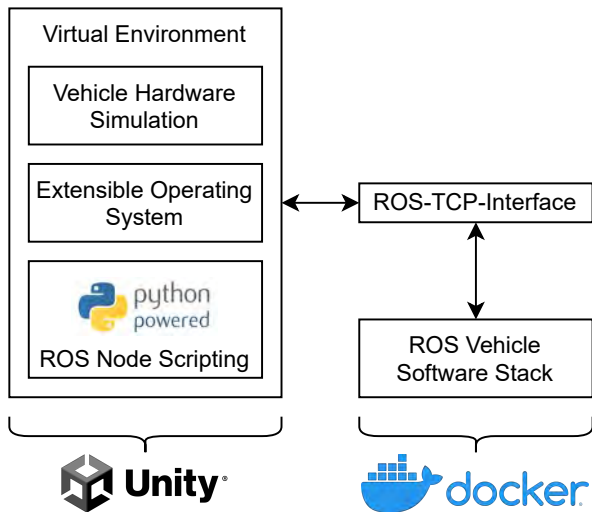 Virtual Environment
Vehicle Hardware
Simulation
Extensible Operating
System
python
powered
ROS Node Scripting
ROS-TCP-Interface
ROS Vehicle
Software Stack
Unity
docker